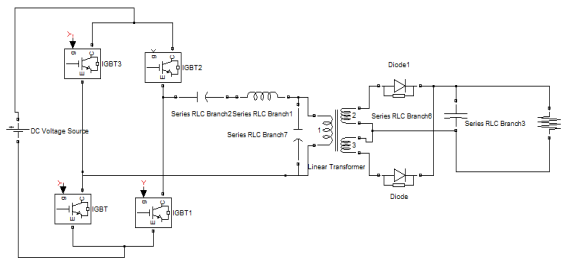 Diode1
Y
g
C
E
IGBT3
Y
g
C
E
IGBT2
DC Voltage Source
Series RLC Branch2
Series RLC Branch1
Series RLC Branch7
1
2
3
Linear Transformer
Series RLC Branch6
Series RLC Branch3
Y
g
C
E
IGBT
Y
g
C
E
IGBT1
Diode